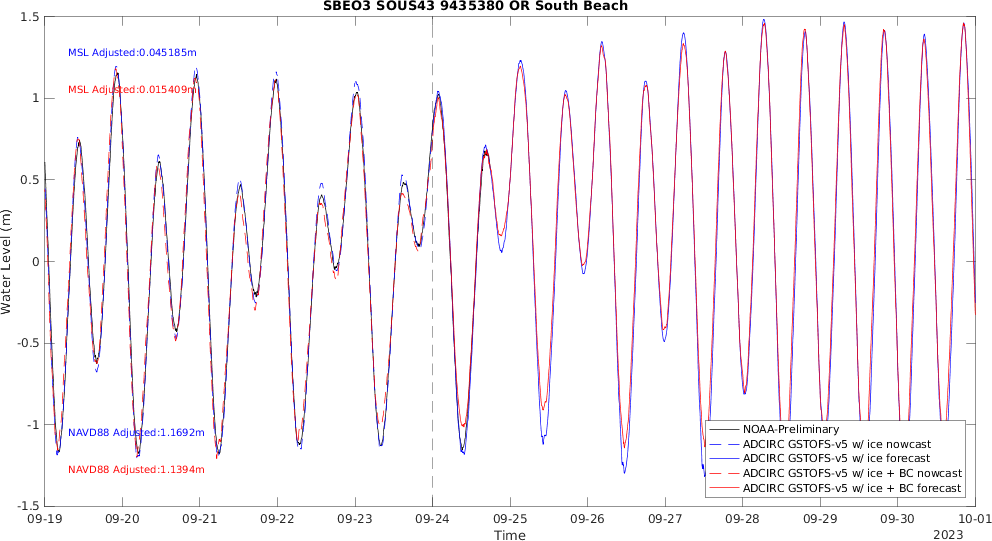 SBEO3 SOUS43 9435380 OR South Beach
MSL Adjusted:0.045185m
MSL Adjusted:0.015409m
NAVD88 Adjusted:1.1692m
NAVD88 Adjusted:1.1394m
Water Level (m)
1.5
1
0.5
0
-0.5
-1
-1.5
NOAA-Preliminary
ADCIRC GSTOFS-v5 w/ ice nowcast
ADCIRC GSTOFS-v5 w/ ice forecast
ADCIRC GSTOFS-v5 w/ ice + BC nowcast
ADCIRC GSTOFS-v5 w/ ice + BC forecast
09-19 09-20 09-21 09-22 09-23 09-24 09-25 09-26 09-27 09-28 09-29 09-30 10-01
Time
2023